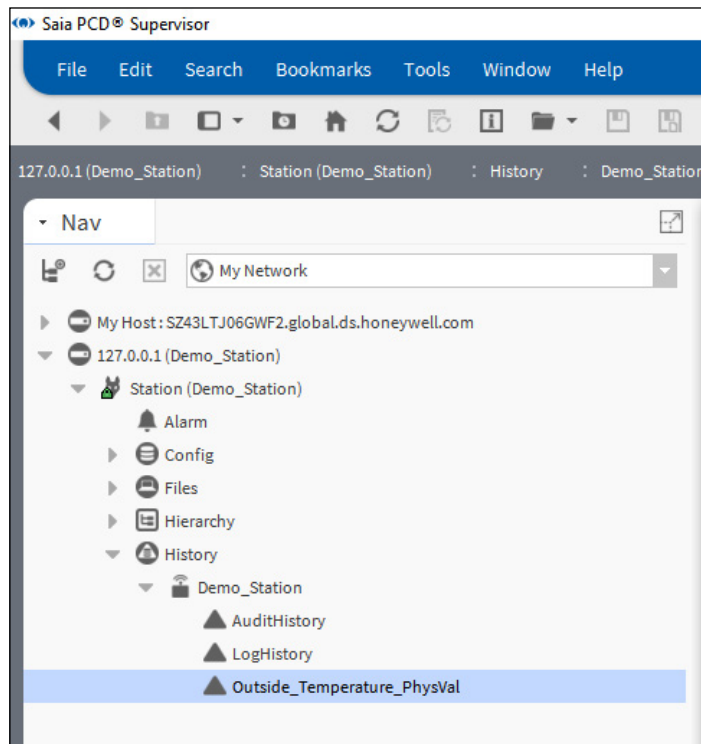 Saia PCD® Supervisor
File Edit Search Bookmarks Tools Window Help
127.0.0.1 (Demo_Station) : Station (Demo_Station) : History : Demo_Station
Nav
My Network
My Host : SZ43LTJ06GWF2.global.ds.honeywell.com
127.0.0.1 (Demo_Station)
Station (Demo_Station)
Alarm
Config
Files
Hierarchy
History
Demo_Station
AuditHistory
LogHistory
Outside_Temperature_PhysVal